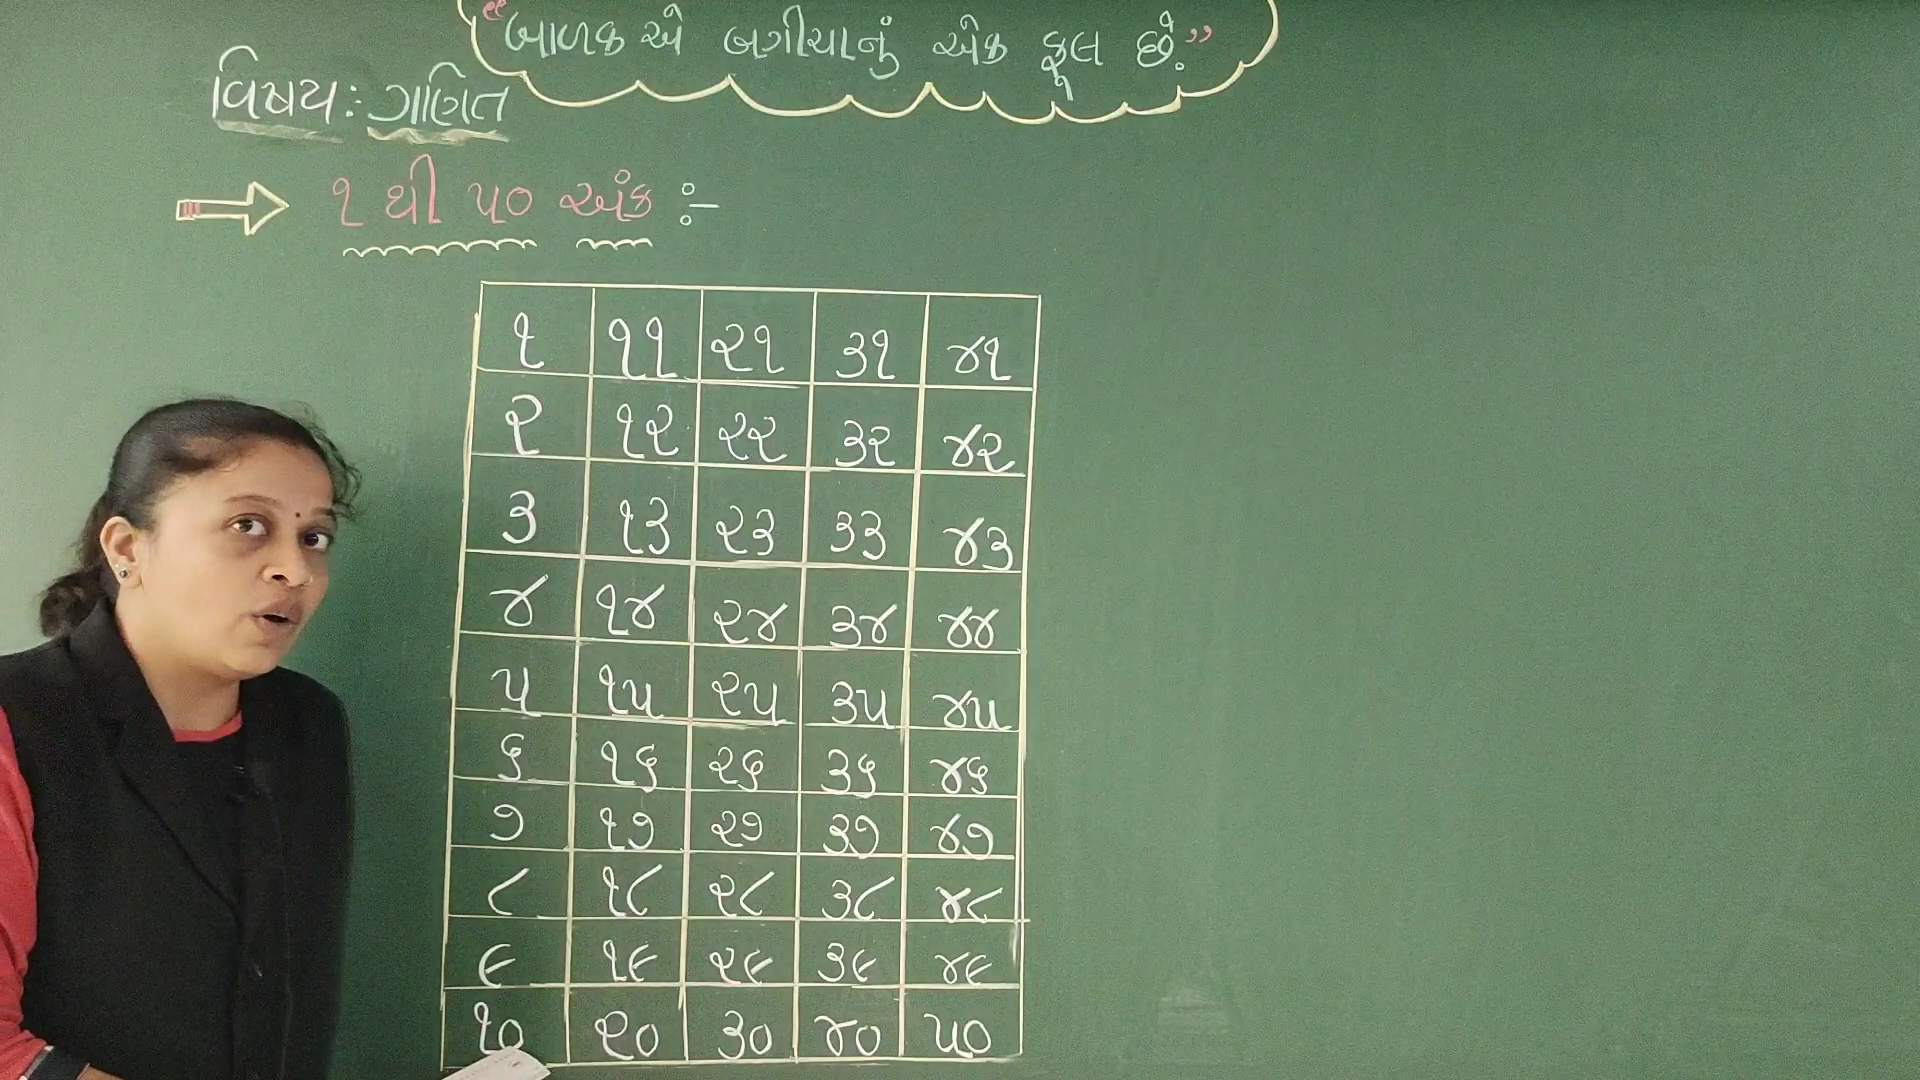 “બાળક એ બગીચાનું એક ફૂલ છે.”
વિષય : ગણિત
૧ થી ૫૦ અંક :-
૧ ૧૧ ૨૧ ૩૧ ૪૧
૨ ૧૨ ૨૨ ૩૨ ૪૨
૩ ૧૩ ૨૩ ૩૩ ૪૩
૪ ૧૪ ૨૪ ૩૪ ૪૪
૫ ૧૫ ૨૫ ૩૫ ૪૫
૬ ૧૬ ૨૬ ૩૬ ૪૬
૭ ૧૭ ૨૭ ૩૭ ૪૭
૮ ૧૮ ૨૮ ૩૮ ૪૮
૯ ૧૯ ૨૯ ૩૯ ૪૯
૧૦ ૨૦ ૩૦ ૪૦ ૫૦